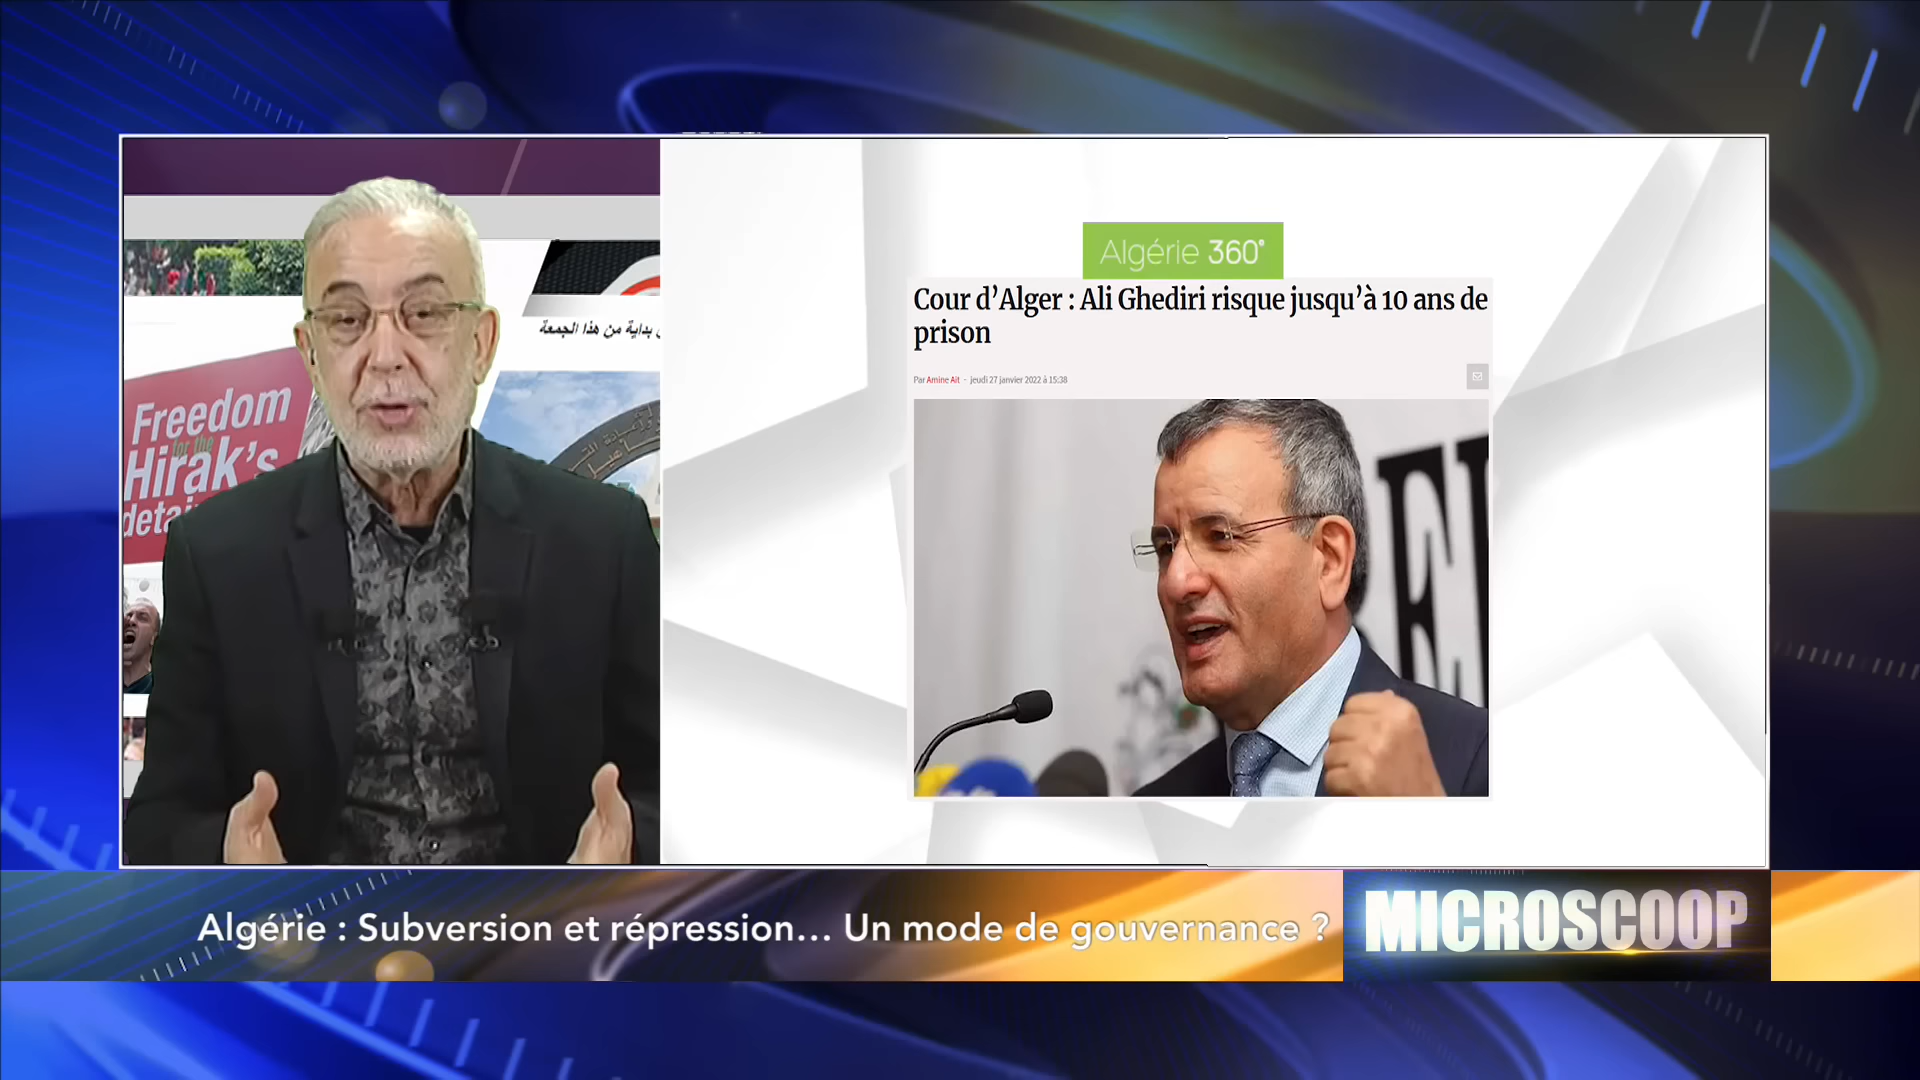 Algérie 360°
Cour d’Alger : Ali Ghediri risque jusqu’à 10 ans de
prison
Par Amine Ait - jeudi 27 janvier 2022 à 15:38
بداية من هذا الجمعة
Freedom
for the
Hirak's
Algérie : Subversion et répression... Un mode de gouvernance ?
MICROSCOOP